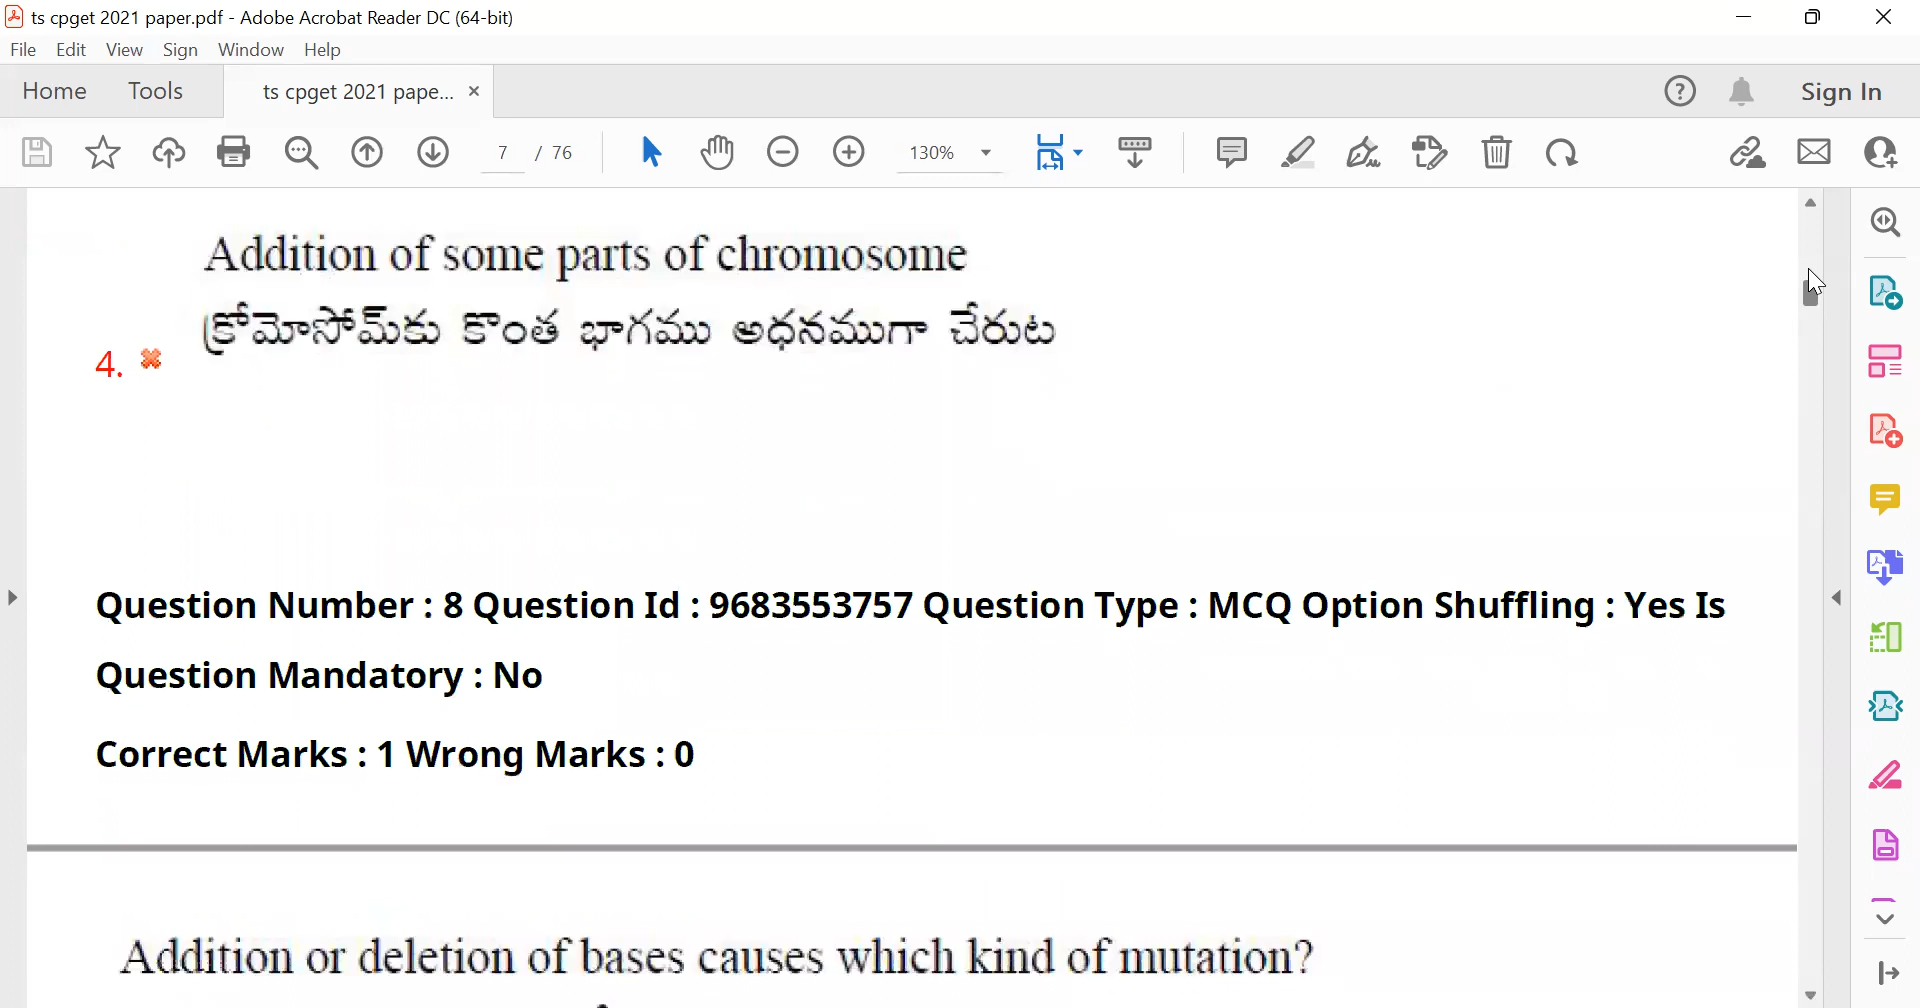 ts cpget 2021 paper.pdf - Adobe Acrobat Reader DC (64-bit)
File Edit View Sign Window Help
Home Tools ts cpget 2021 pape... × Sign In
7 / 76 130%
Addition of some parts of chromosome
క్రోమోసోమ్‌కు కొంత భాగము అధనముగా చేరుట
4.
Question Number : 8 Question Id : 9683553757 Question Type : MCQ Option Shuffling : Yes Is
Question Mandatory : No
Correct Marks : 1 Wrong Marks : 0
Addition or deletion of bases causes which kind of mutation?